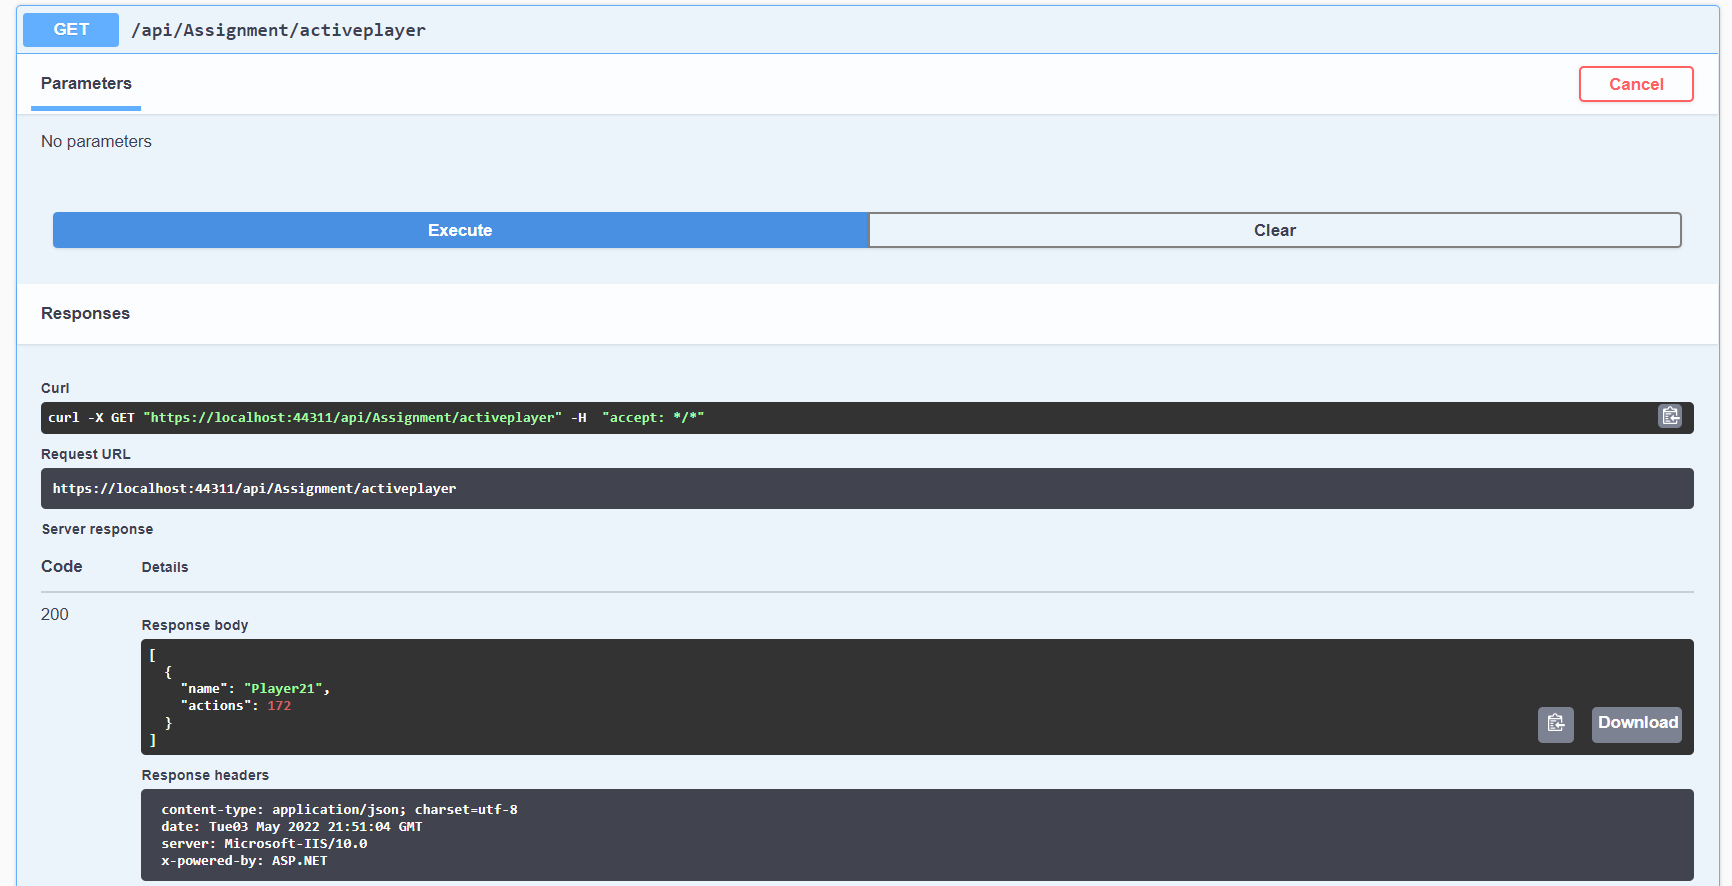 GET /api/Assignment/activeplayer
Parameters
Cancel
No parameters
Execute
Clear
Responses
Curl
curl -X GET "https://localhost:44311/api/Assignment/activeplayer" -H  "accept: */*"
Request URL
https://localhost:44311/api/Assignment/activeplayer
Server response
Code Details
200
Response body
[
  {
    "name": "Player21",
    "actions": 172
  }
]
Download
Response headers
content-type: application/json; charset=utf-8
date: Tue03 May 2022 21:51:04 GMT
server: Microsoft-IIS/10.0
x-powered-by: ASP.NET